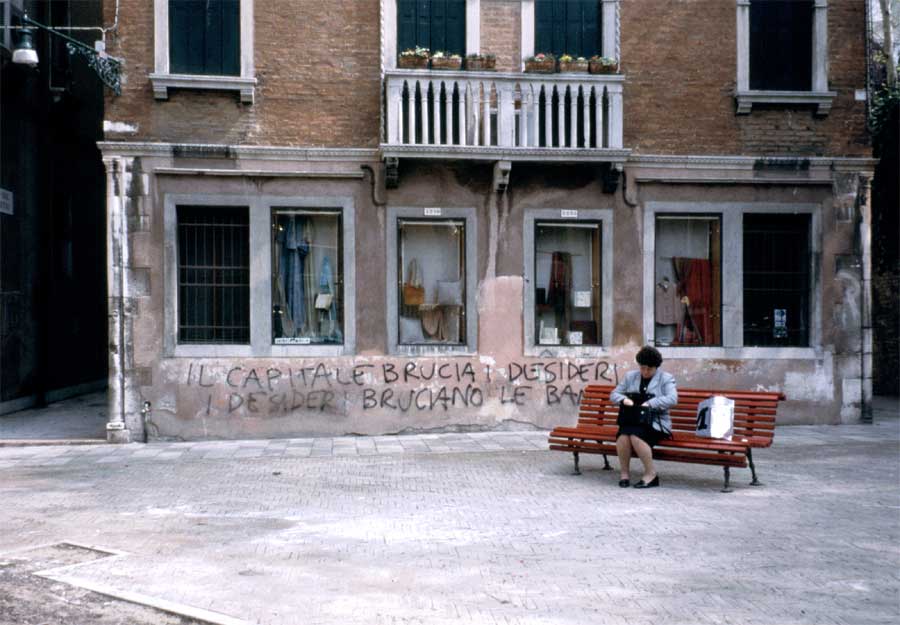 IL CAPITALE BRUCIA I DESIDERI
I DESIDERI BRUCIANO LE BAN